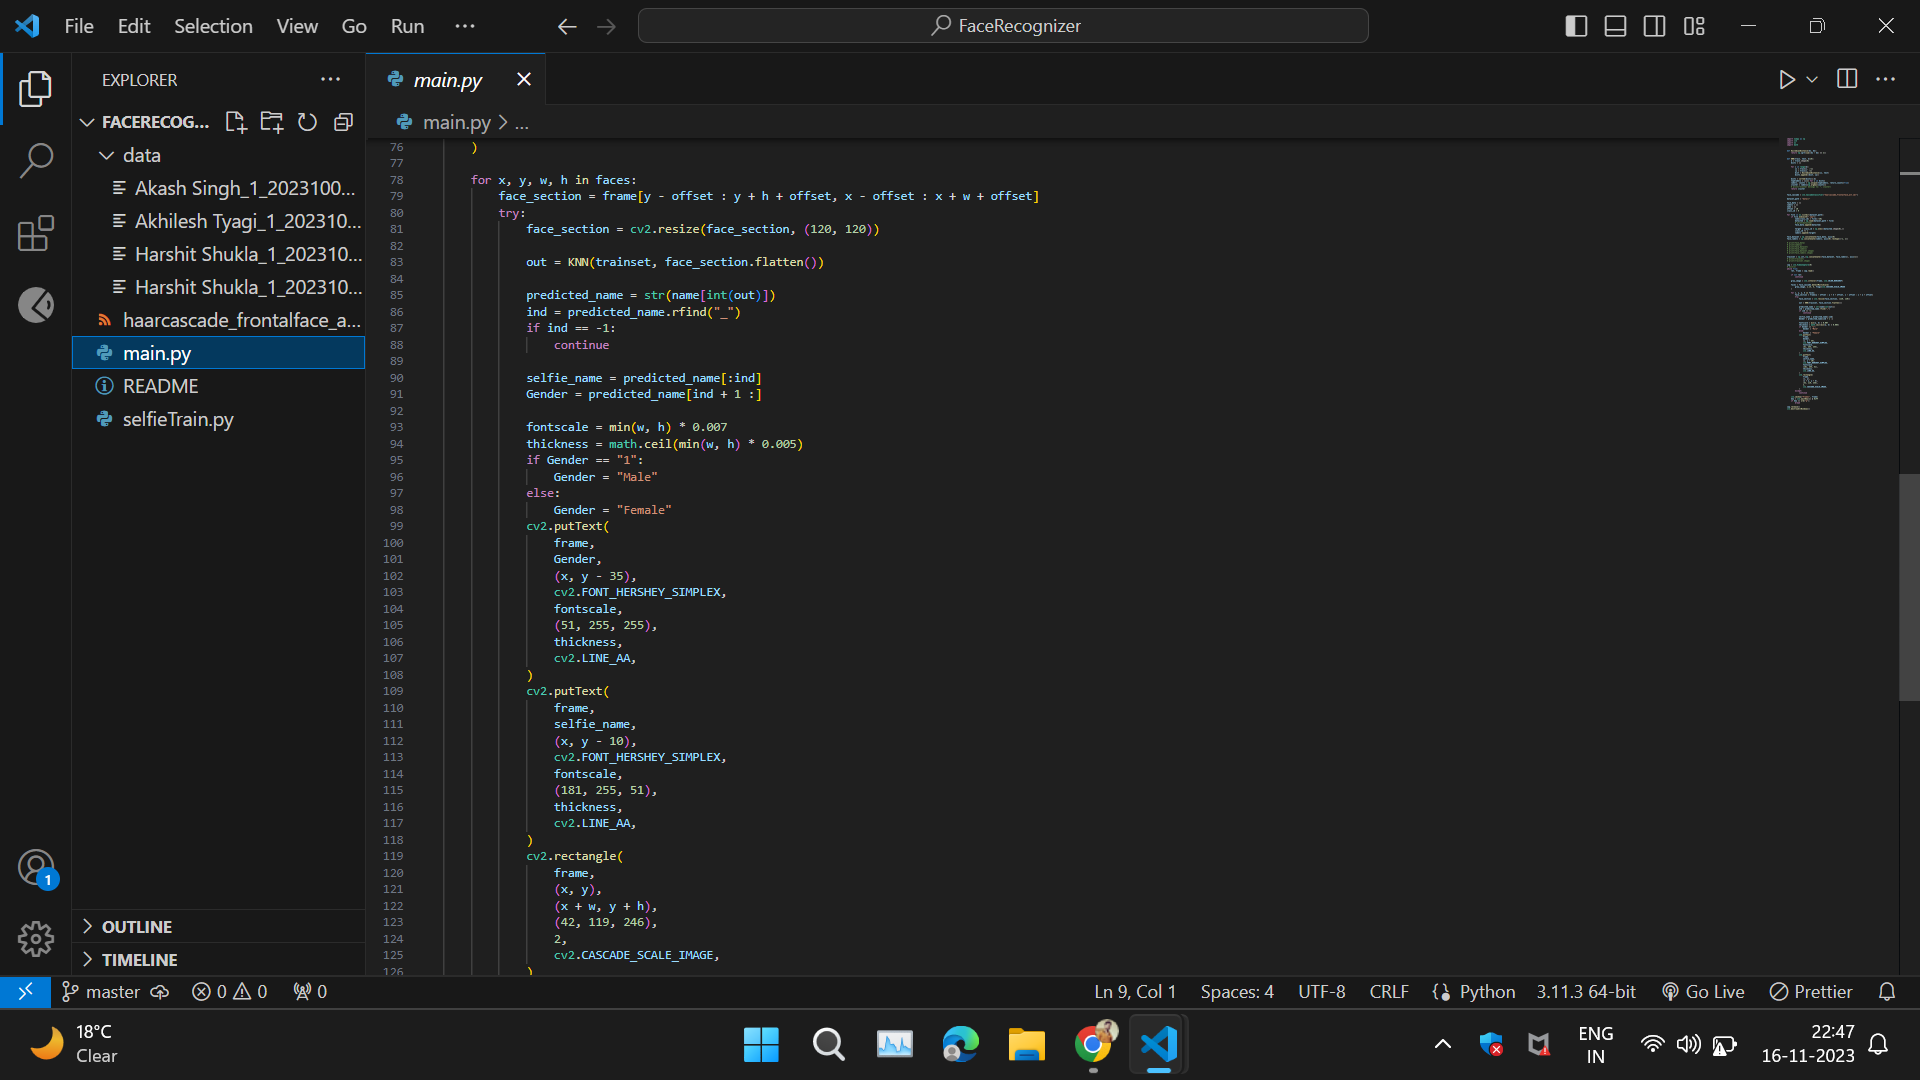 File Edit Selection View Go Run ···
FaceRecognizer
EXPLORER
main.py
FACERECOG...
main.py > ...
data
Akash Singh_1_2023100...
Akhilesh Tyagi_1_202310...
Harshit Shukla_1_202310...
Harshit Shukla_1_202310...
haarcascade_frontalface_a...
main.py
README
selfieTrain.py
76 )
77
78 for x, y, w, h in faces:
79 face_section = frame[y - offset : y + h + offset, x - offset : x + w + offset]
80 try:
81 face_section = cv2.resize(face_section, (120, 120))
82
83 out = KNN(trainset, face_section.flatten())
84
85 predicted_name = str(name[int(out)])
86 ind = predicted_name.rfind("_")
87 if ind == -1:
88 continue
89
90 selfie_name = predicted_name[:ind]
91 Gender = predicted_name[ind + 1 :]
92
93 fontscale = min(w, h) * 0.007
94 thickness = math.ceil(min(w, h) * 0.005)
95 if Gender == "1":
96 Gender = "Male"
97 else:
98 Gender = "Female"
99 cv2.putText(
100 frame,
101 Gender,
102 (x, y - 35),
103 cv2.FONT_HERSHEY_SIMPLEX,
104 fontscale,
105 (51, 255, 255),
106 thickness,
107 cv2.LINE_AA,
108 )
109 cv2.putText(
110 frame,
111 selfie_name,
112 (x, y - 10),
113 cv2.FONT_HERSHEY_SIMPLEX,
114 fontscale,
115 (181, 255, 51),
116 thickness,
117 cv2.LINE_AA,
118 )
119 cv2.rectangle(
120 frame,
121 (x, y),
122 (x + w, y + h),
123 (42, 119, 246),
124 2,
125 cv2.CASCADE_SCALE_IMAGE,
126 )
1
OUTLINE
TIMELINE
master 0 0 0
Ln 9, Col 1 Spaces: 4 UTF-8 CRLF Python 3.11.3 64-bit Go Live Prettier
18°C
Clear
ENG
IN
22:47
16-11-2023